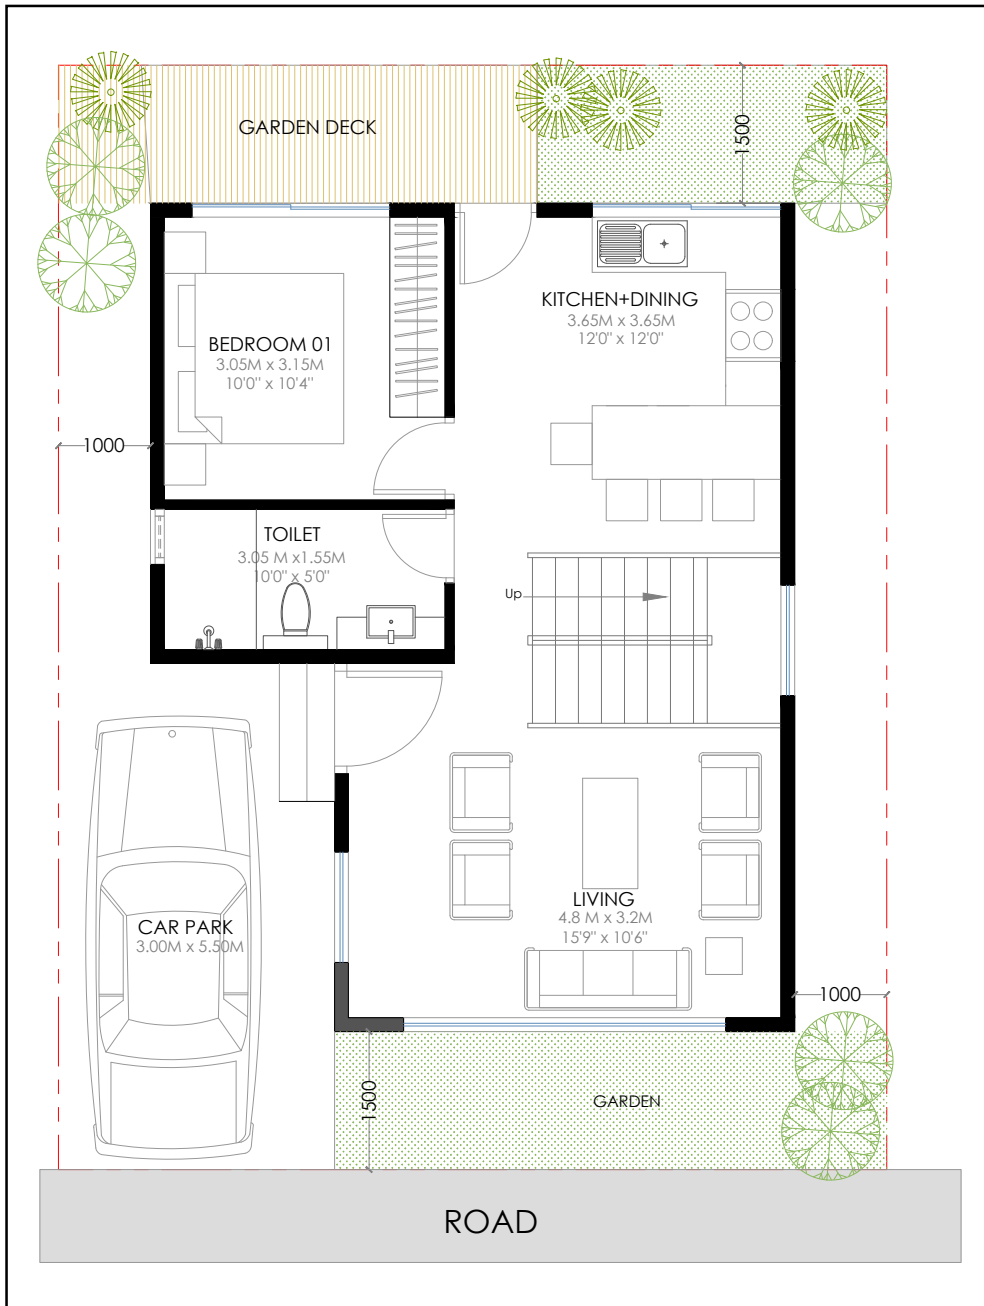 GARDEN DECK
1500
KITCHEN+DINING
3.65M x 3.65M
12'0" x 12'0"
BEDROOM 01
3.05M x 3.15M
10'0" x 10'4"
1000
TOILET
3.05 M x1.55M
10'0" x 5'0"
Up
LIVING
4.8 M x 3.2M
15'9" x 10'6"
CAR PARK
3.00M x 5.50M
1000
1500
GARDEN
ROAD